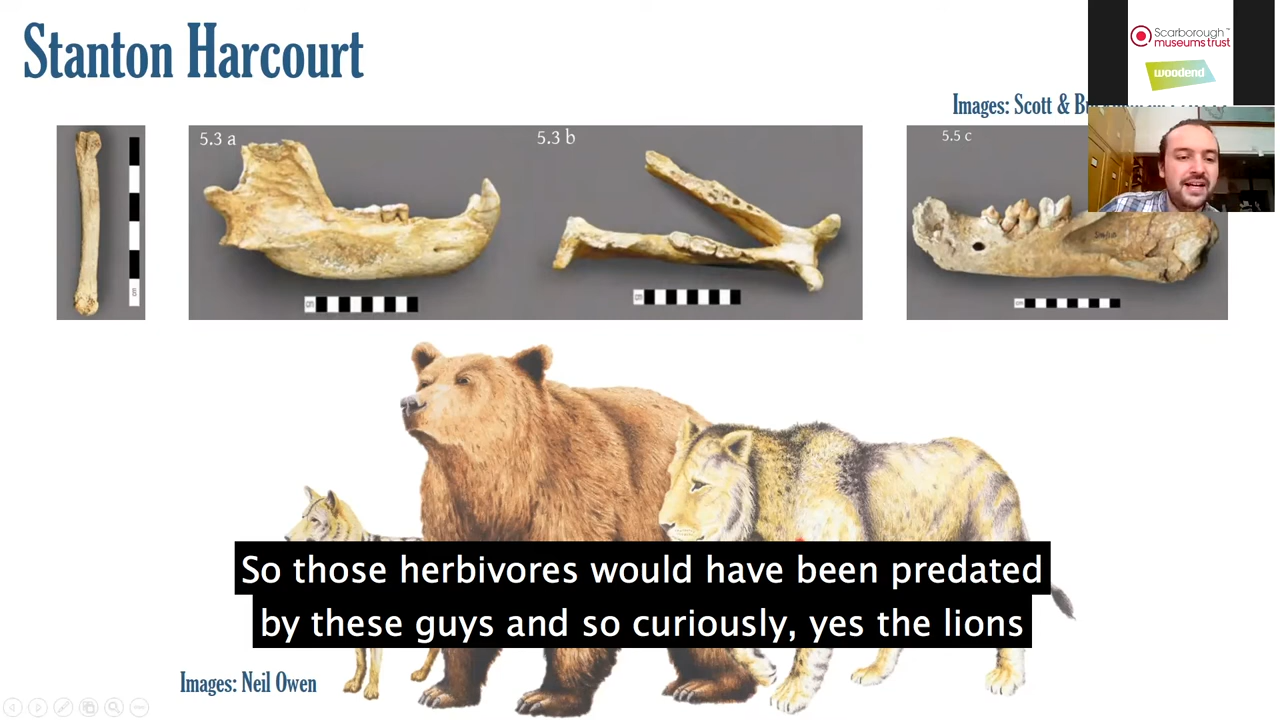 Stanton Harcourt
Scarborough
museums trust
woodend
Images: Scott &
5.3 a
5.3 b
5.5 c
So those herbivores would have been predated
by these guys and so curiously, yes the lions
Images: Neil Owen